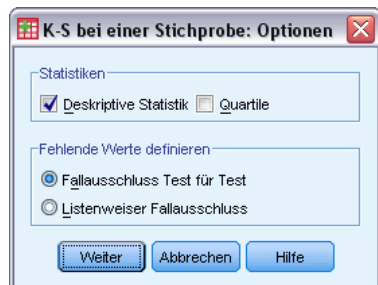 K-S bei einer Stichprobe: Optionen
Statistiken
Deskriptive Statistik Quartile
Fehlende Werte definieren
Fallausschluss Test für Test
Listenweiser Fallausschluss
Weiter Abbrechen Hilfe